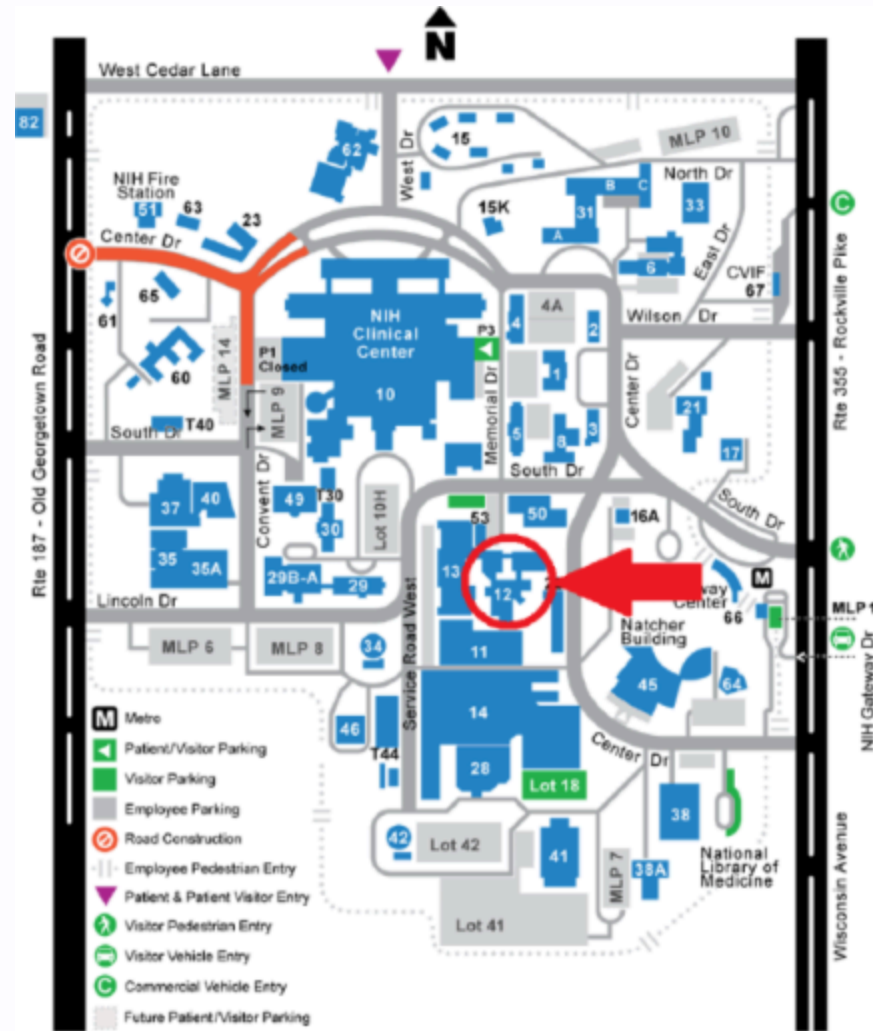 N
West Cedar Lane
82
62
West Dr
15
MLP 10
North Dr
NIH Fire
Station
51
63
23
Center Dr
15K
31
A
B
C
33
East Dr
6
CVIF
67
C
Rte 355 - Rockville Pike
65
61
60
MLP 14
P1
Closed
NIH
Clinical
Center
10
P3
4
4A
2
Wilson Dr
1
Memorial Dr
5
8
3
Center Dr
21
17
MLP 9
T40
South Dr
South Dr
South Dr
Rte 187 - Old Georgetown Road
37
40
35
35A
Convent Dr
49
T30
30
Lot 10H
53
50
16A
29B-A
29
13
12
Lincoln Dr
M
Center
66
MLP 1
Natcher
Building
45
64
NIH Gateway Dr
MLP 6
MLP 8
34
Service Road West
11
14
46
T44
28
Lot 18
Center Dr
38
42
Lot 42
41
MLP 7
38A
National
Library of
Medicine
Lot 41
Wisconsin Avenue
M Metro
Patient/Visitor Parking
Visitor Parking
Employee Parking
Road Construction
Employee Pedestrian Entry
Patient & Patient Visitor Entry
Visitor Pedestrian Entry
Visitor Vehicle Entry
C Commercial Vehicle Entry
Future Patient/Visitor Parking